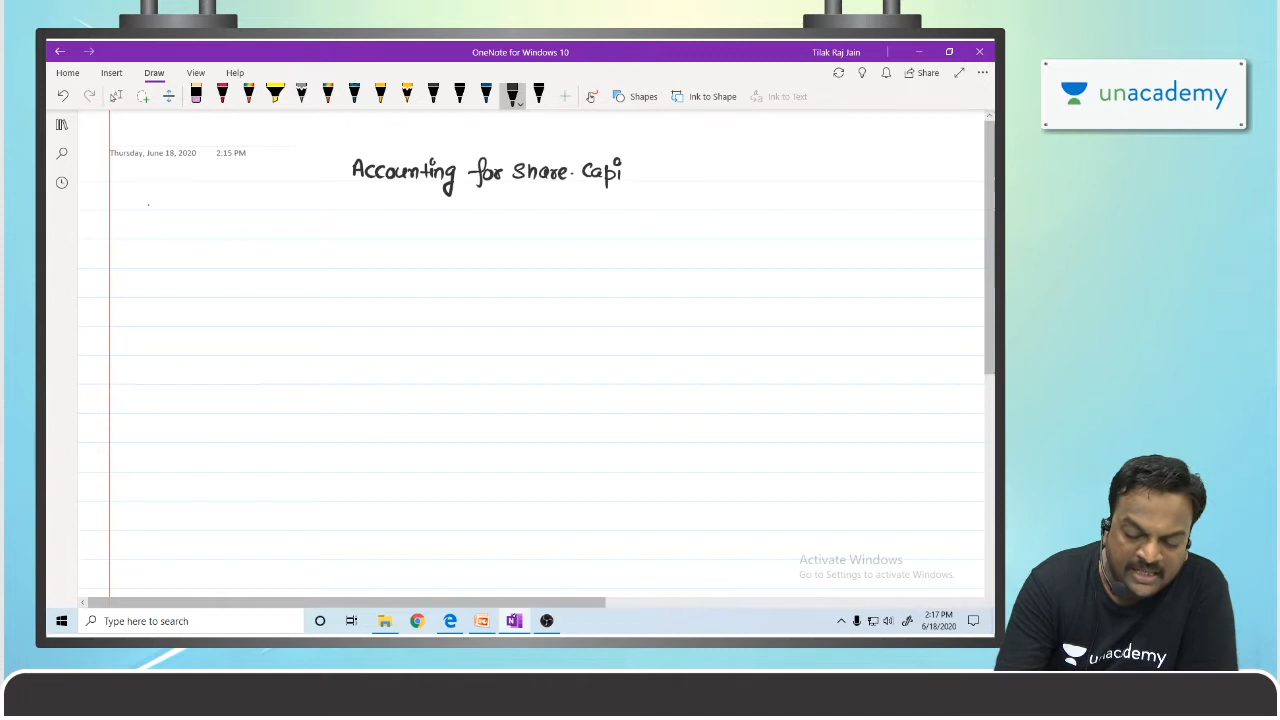 OneNote for Windows 10
Tilak Raj Jain
Home Insert Draw View Help
Share
Shapes Ink to Shape Ink to Text
unacademy
Thursday, June 18, 2020 2:15 PM
Accounting for Share Capi
Activate Windows
Go to Settings to activate Windows.
Type here to search
2:17 PM
6/18/2020
unacademy